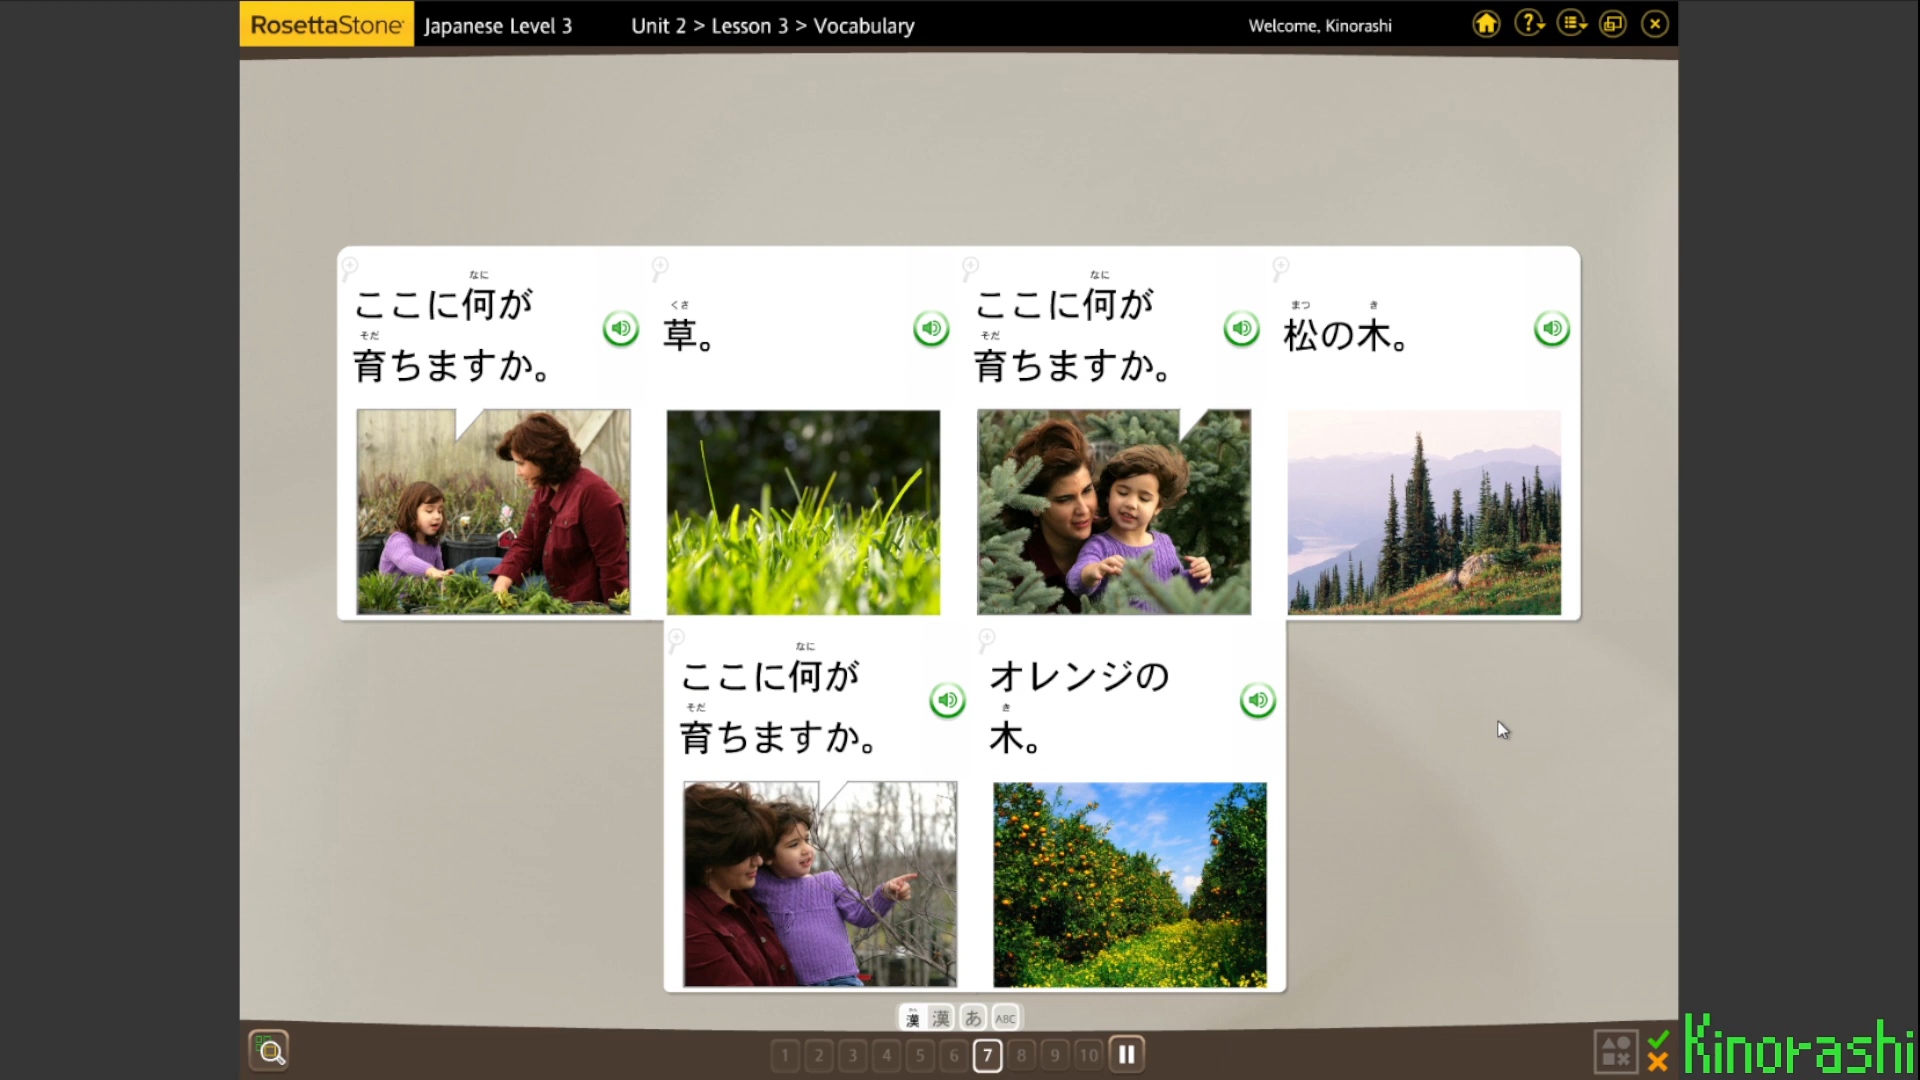 RosettaStone
Japanese Level 3
Unit 2 > Lesson 3 > Vocabulary
Welcome, Kinorashi
なに
ここに何が
そだ
育ちますか。
くさ
草。
なに
ここに何が
そだ
育ちますか。
まつ き
松の木。
なに
ここに何が
そだ
育ちますか。
オレンジの
き
木。
漢 漢 あ ABC
1 2 3 4 5 6 7 8 9 10
Kinorashi